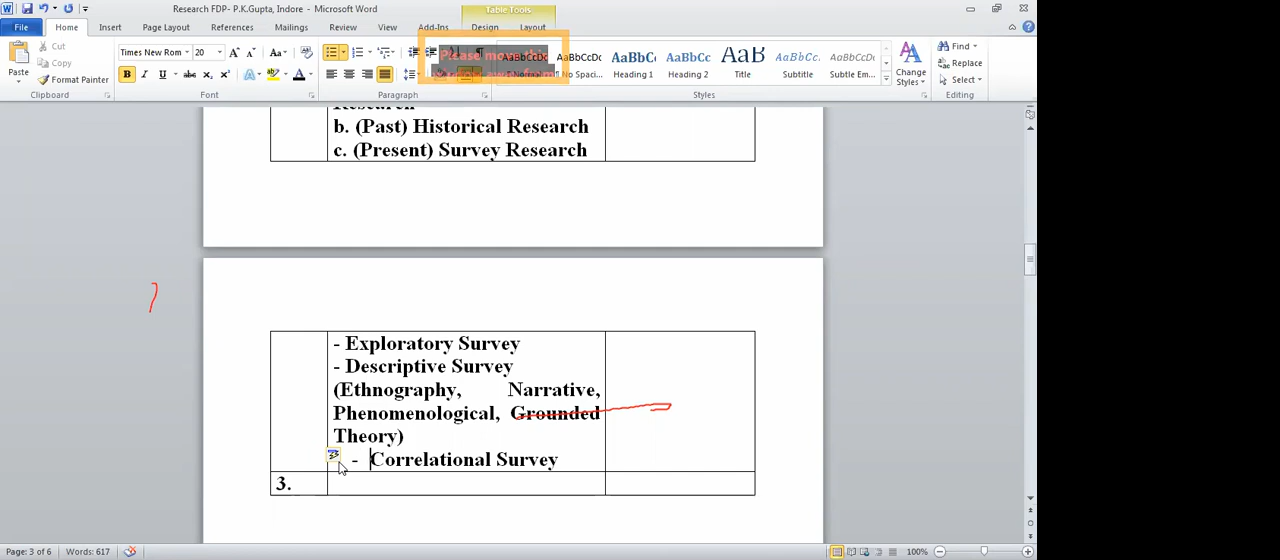 Research FDP- P.K.Gupta, Indore - Microsoft Word
Table Tools
File Home Insert Page Layout References Mailings Review View Add-Ins Design Layout
Cut
Copy
Format Painter
Paste
Times New Rom 20
AaBbCcDc AaBbCcDc AaBbC AaBbCc AaB AaBbCc. AaBbCcD
Normal No Spaci... Heading 1 Heading 2 Title Subtitle Subtle Em...
Change
Styles
Find
Replace
Select
Clipboard Font Paragraph Styles Editing
Research
b. (Past) Historical Research
c. (Present) Survey Research
- Exploratory Survey
- Descriptive Survey
(Ethnography, Narrative,
Phenomenological, Grounded
Theory)
- Correlational Survey
3.
Page: 3 of 6 Words: 617 100%